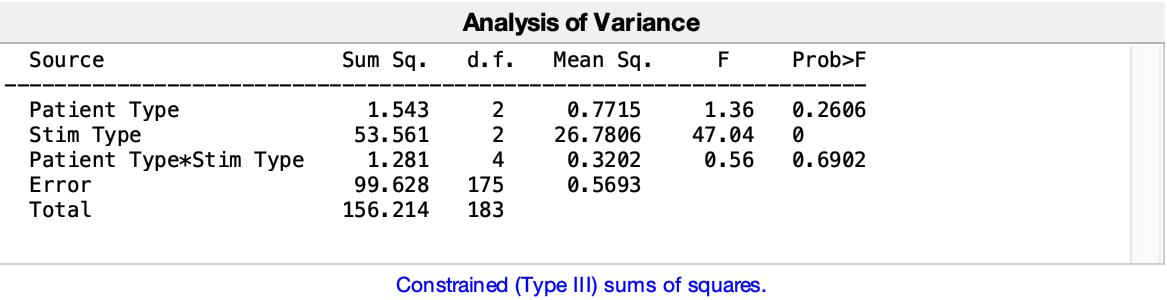 Analysis of Variance
Source Sum Sq. d.f. Mean Sq. F Prob>F
Patient Type 1.543 2 0.7715 1.36 0.2606
Stim Type 53.561 2 26.7806 47.04 0
Patient Type*Stim Type 1.281 4 0.3202 0.56 0.6902
Error 99.628 175 0.5693
Total 156.214 183
Constrained (Type III) sums of squares.